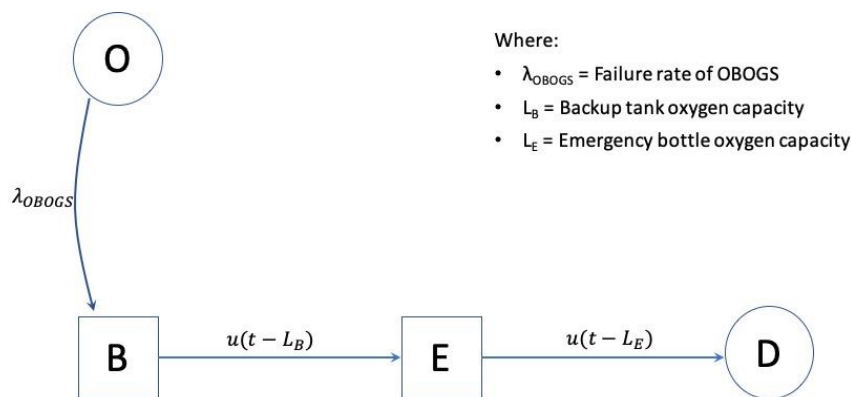 O
Where:
• λOBOGS = Failure rate of OBOGS
• LB = Backup tank oxygen capacity
• LE = Emergency bottle oxygen capacity
λOBOGS
B
u(t − LB)
E
u(t − LE)
D